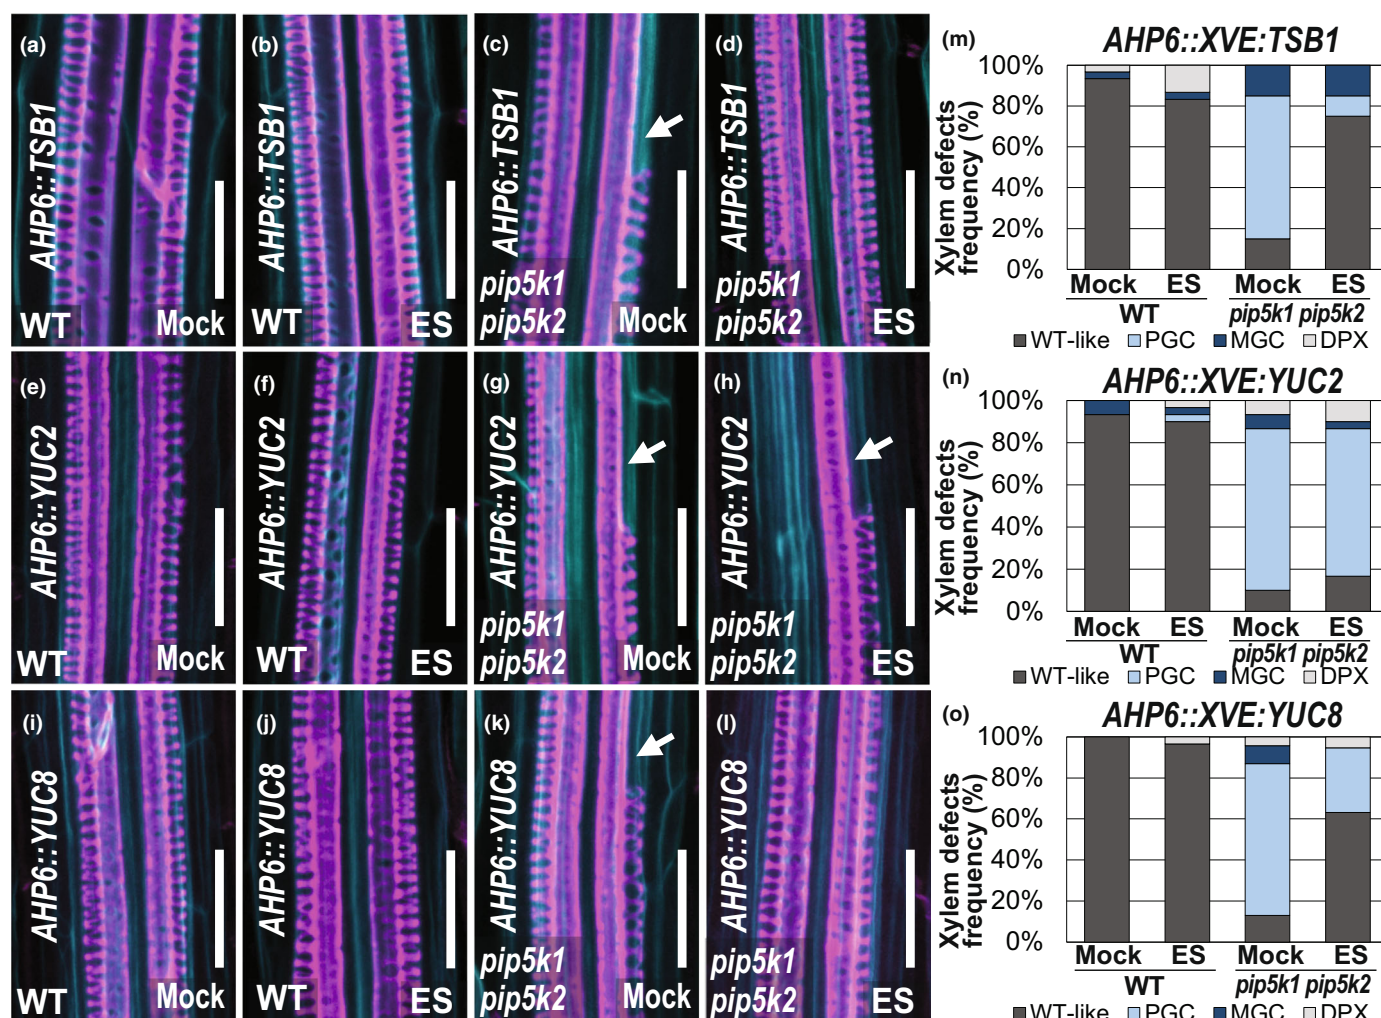 (a)
AHP6::TSB1
WT
Mock
(b)
AHP6::TSB1
WT
ES
(c)
AHP6::TSB1
pip5k1
pip5k2
Mock
(d)
AHP6::TSB1
pip5k1
pip5k2
ES
(m)
AHP6::XVE:TSB1
Xylem defects
frequency (%)
100%
80%
60%
40%
20%
0%
Mock ES Mock ES
WT pip5k1 pip5k2
WT-like PGC MGC DPX
(e)
AHP6::YUC2
WT
Mock
(f)
AHP6::YUC2
WT
ES
(g)
AHP6::YUC2
pip5k1
pip5k2
Mock
(h)
AHP6::YUC2
pip5k1
pip5k2
ES
(n)
AHP6::XVE:YUC2
Xylem defects
frequency (%)
100%
80%
60%
40%
20%
0%
Mock ES Mock ES
WT pip5k1 pip5k2
WT-like PGC MGC DPX
(i)
AHP6::YUC8
WT
Mock
(j)
AHP6::YUC8
WT
ES
(k)
AHP6::YUC8
pip5k1
pip5k2
Mock
(l)
AHP6::YUC8
pip5k1
pip5k2
ES
(o)
AHP6::XVE:YUC8
Xylem defects
frequency (%)
100%
80%
60%
40%
20%
0%
Mock ES Mock ES
WT pip5k1 pip5k2
WT-like PGC MGC DPX